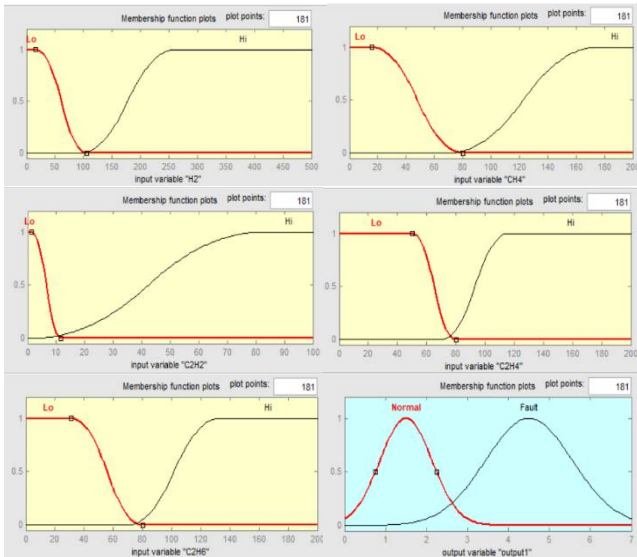 Membership function plots plot points: 181
Lo Hi
1
0.5
0
0 50 100 150 200 250 300 350 400 450 500
input variable "H2"
Membership function plots plot points: 181
Lo Hi
1
0.5
0
0 20 40 60 80 100 120 140 160 180 200
input variable "CH4"
Membership function plots plot points: 181
Lo Hi
1
0.5
0
0 10 20 30 40 50 60 70 80 90 100
input variable "C2H2"
Membership function plots plot points: 181
Lo Hi
1
0.5
0
0 20 40 60 80 100 120 140 160 180 200
input variable "C2H4"
Membership function plots plot points: 181
Lo Hi
1
0.5
0
0 20 40 60 80 100 120 140 160 180 200
input variable "C2H6"
Membership function plots plot points: 181
Normal Fault
1
0.5
0
0 1 2 3 4 5 6 7
output variable "output1"